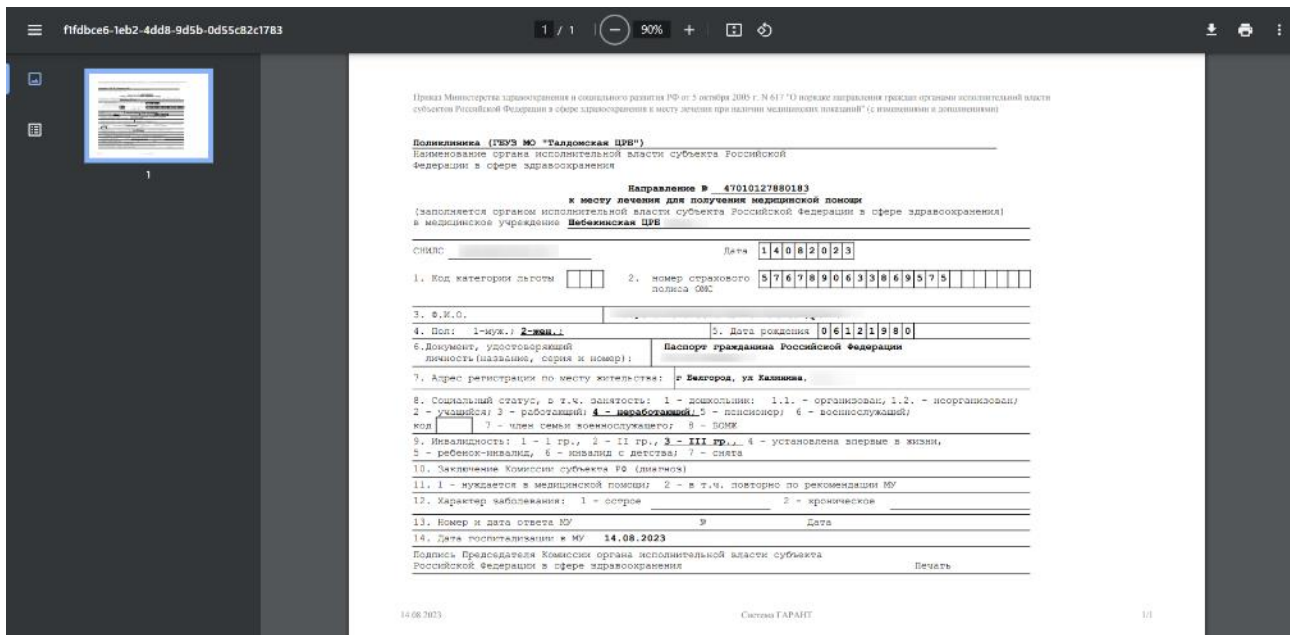 f1fdbce6-1eb2-4dd8-9d5b-0d55c82c1783
1 / 1
90%
1
Приказ Министерства здравоохранения и социального развития РФ от 5 октября 2005 г. N 617 "О порядке направления граждан органами исполнительной власти
субъектов Российской Федерации в сфере здравоохранения к месту лечения при наличии медицинских показаний" (с изменениями и дополнениями)
Поликлиника (ГБУЗ МО "Талдомская ЦРБ")
Наименование органа исполнительной власти субъекта Российской
Федерации в сфере здравоохранения
Направление № 47010127880183
к месту лечения для получения медицинской помощи
(заполняется органом исполнительной власти субъекта Российской Федерации в сфере здравоохранения)
в медицинское учреждение Шебекинская ЦРБ
СНИЛС Дата 14082023
1. Код категории льготы 2. номер страхового 5767890633869575
полиса ОМС
3. Ф.И.О.
4. Пол: 1-муж.; 2-жен.; 5. Дата рождения 06121980
6.Документ, удостоверяющий Паспорт гражданина Российской Федерации
личность(название, серия и номер):
7. Адрес регистрации по месту жительства: г Белгород, ул Калинина,
8. Социальный статус, в т.ч. занятость: 1 - дошкольник: 1.1. - организован, 1.2. - неорганизован;
2 - учащийся; 3 - работающий; 4 - неработающий; 5 - пенсионер; 6 - военнослужащий;
код 7 - член семьи военнослужащего; 8 - БОМЖ
9. Инвалидность: 1 - I гр., 2 - II гр., 3 - III гр., 4 - установлена впервые в жизни,
5 - ребенок-инвалид, 6 - инвалид с детства; 7 - снята
10. Заключение Комиссии субъекта РФ (диагноз)
11. 1 - нуждается в медицинской помощи; 2 - в т.ч. повторно по рекомендации МУ
12. Характер заболевания: 1 - острое 2 - хроническое
13. Номер и дата ответа МУ № Дата
14. Дата госпитализации в МУ 14.08.2023
Подпись Председателя Комиссии органа исполнительной власти субъекта
Российской Федерации в сфере здравоохранения Печать
14.08.2023 Система ГАРАНТ 1/1